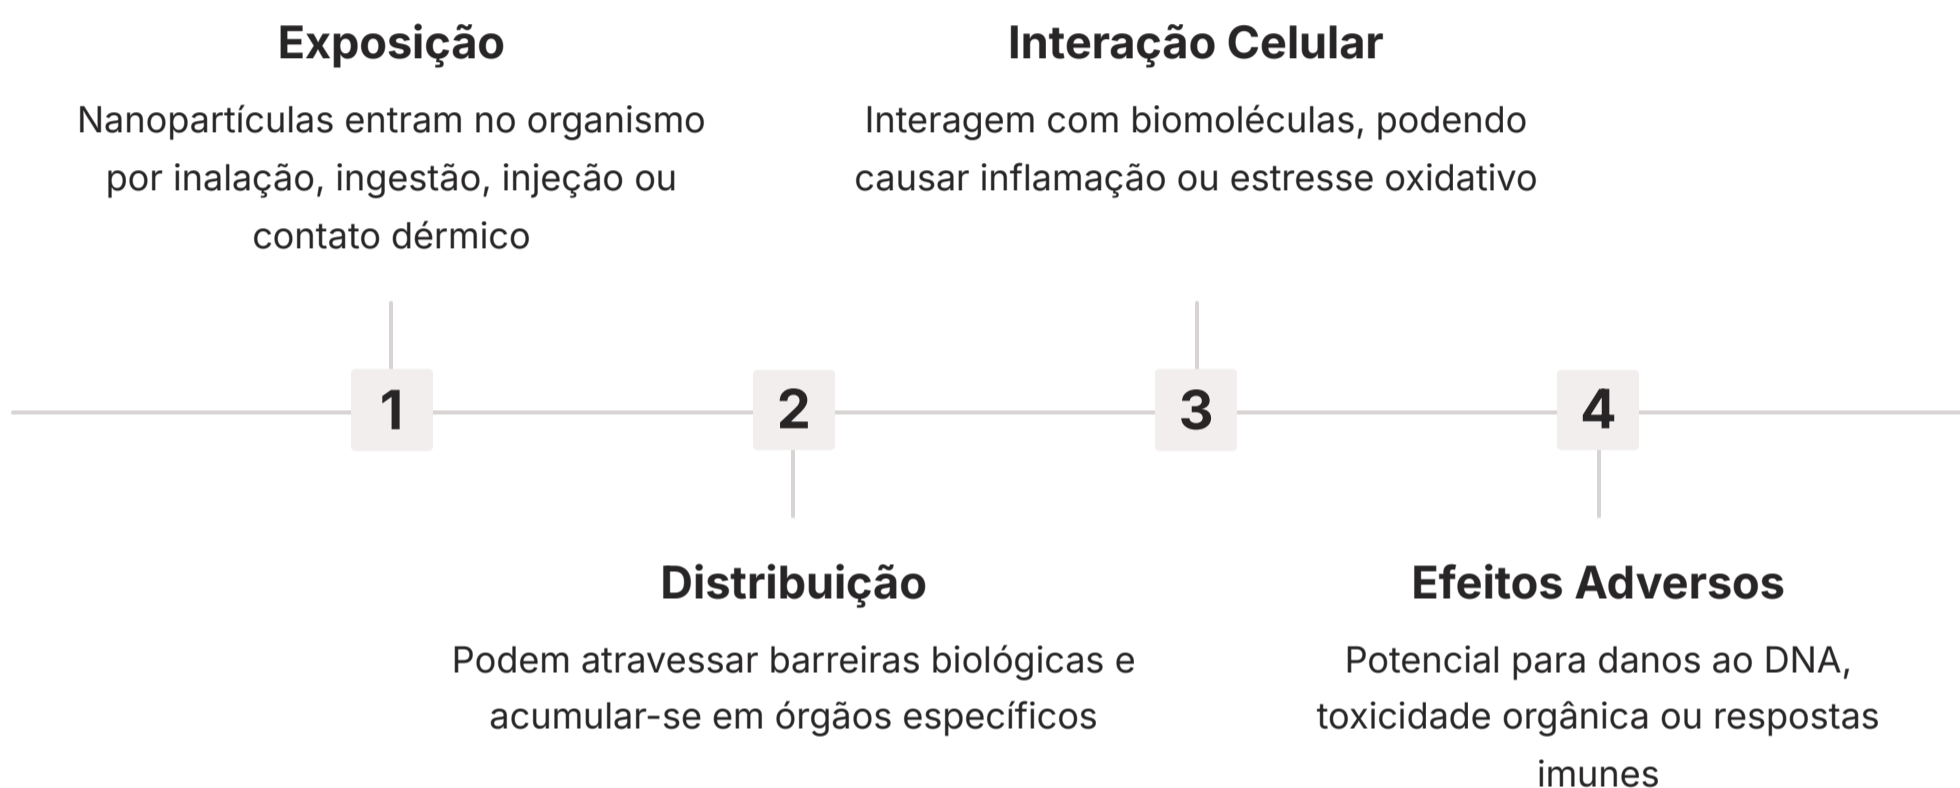 Exposição
Nanopartículas entram no organismo
por inalação, ingestão, injeção ou
contato dérmico
Interação Celular
Interagem com biomoléculas, podendo
causar inflamação ou estresse oxidativo
1
2
3
4
Distribuição
Podem atravessar barreiras biológicas e
acumular-se em órgãos específicos
Efeitos Adversos
Potencial para danos ao DNA,
toxicidade orgânica ou respostas
imunes